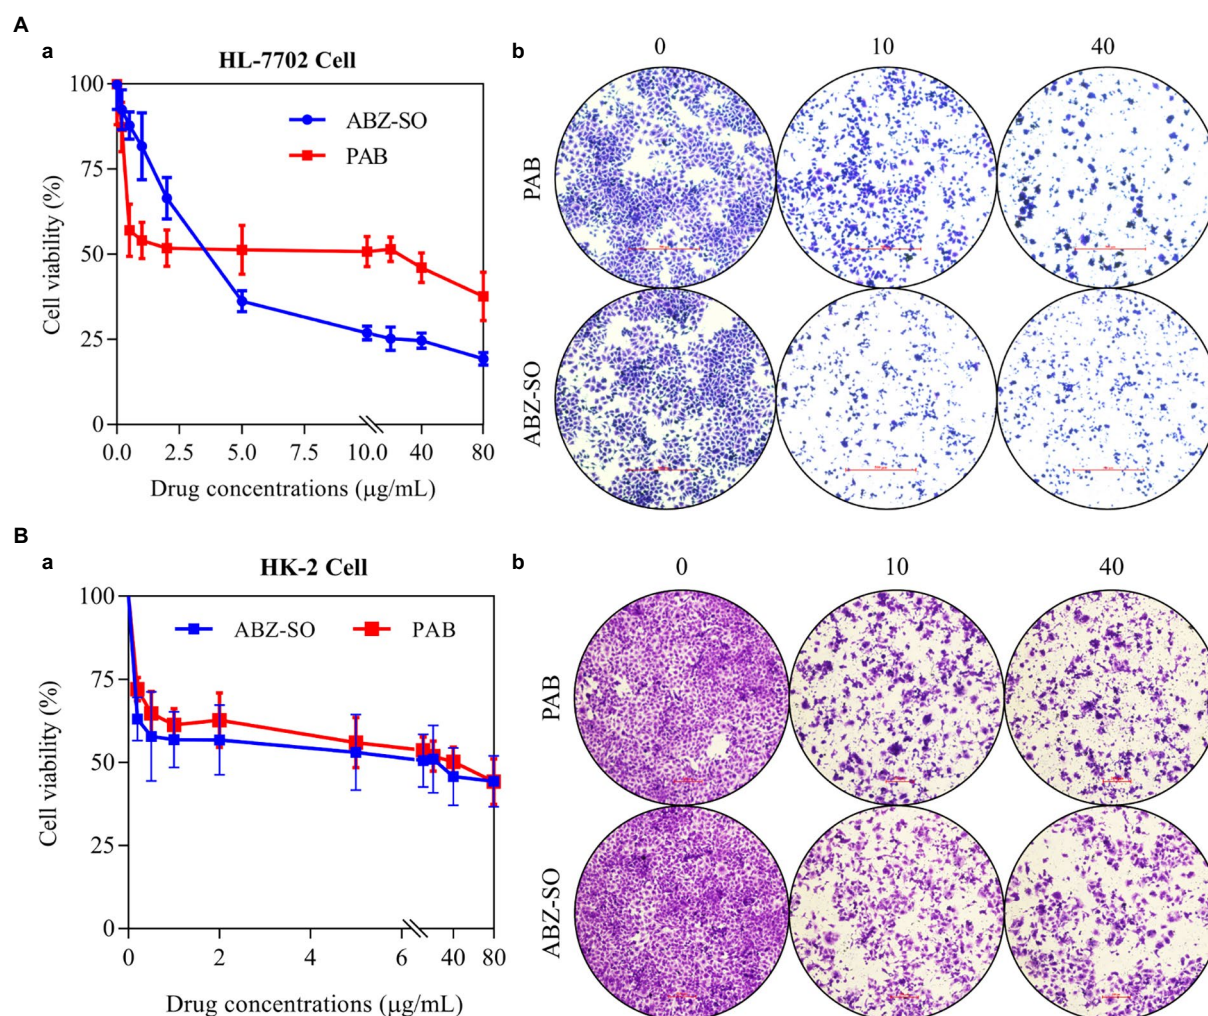 A
a
HL-7702 Cell
100
75
50
25
0
Cell viability (%)
ABZ-SO
PAB
0.0 2.5 5.0 7.5 10.0 40 80
Drug concentrations (μg/mL)
b
0 10 40
PAB
ABZ-SO
B
a
HK-2 Cell
100
75
50
25
0
Cell viability (%)
ABZ-SO PAB
0 2 4 6 40 80
Drug concentrations (μg/mL)
b
0 10 40
PAB
ABZ-SO